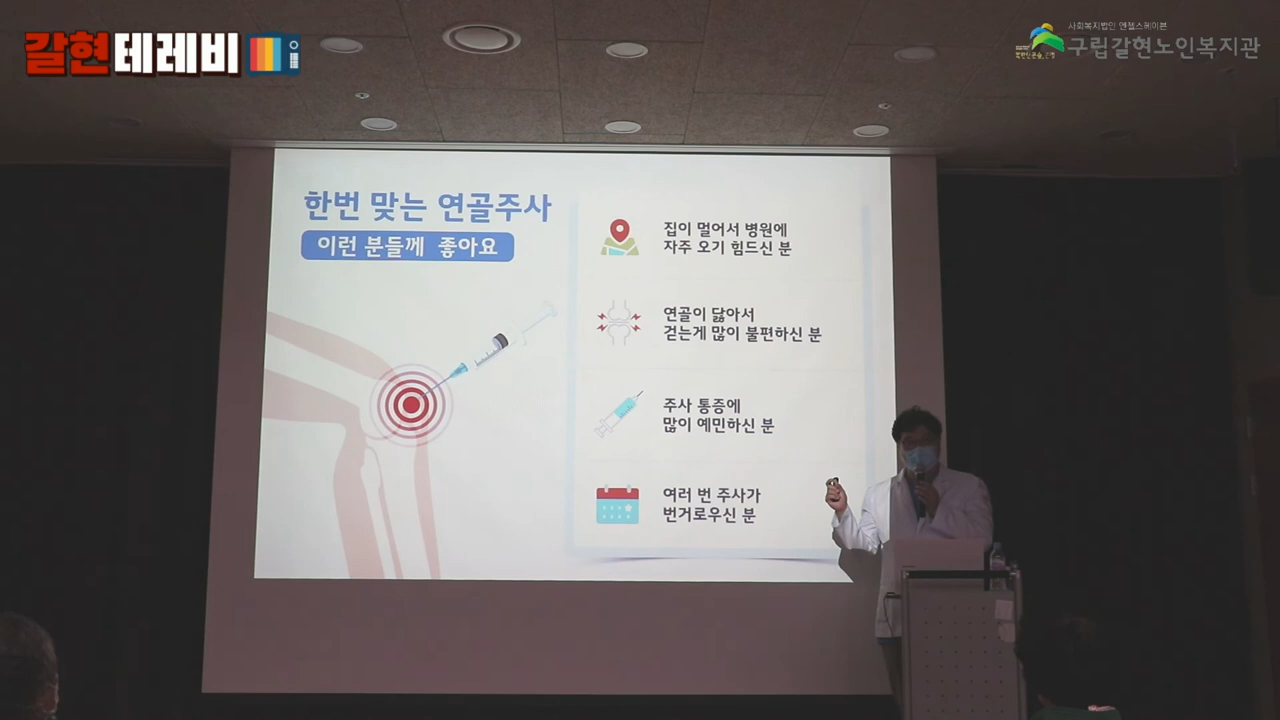 갈현테레비
사회복지법인 엔젤스헤이븐
구립갈현노인복지관
한번 맞는 연골주사
이런 분들께 좋아요
집이 멀어서 병원에
자주 오기 힘드신 분
연골이 닳아서
걷는게 많이 불편하신 분
주사 통증에
많이 예민하신 분
여러 번 주사가
번거로우신 분